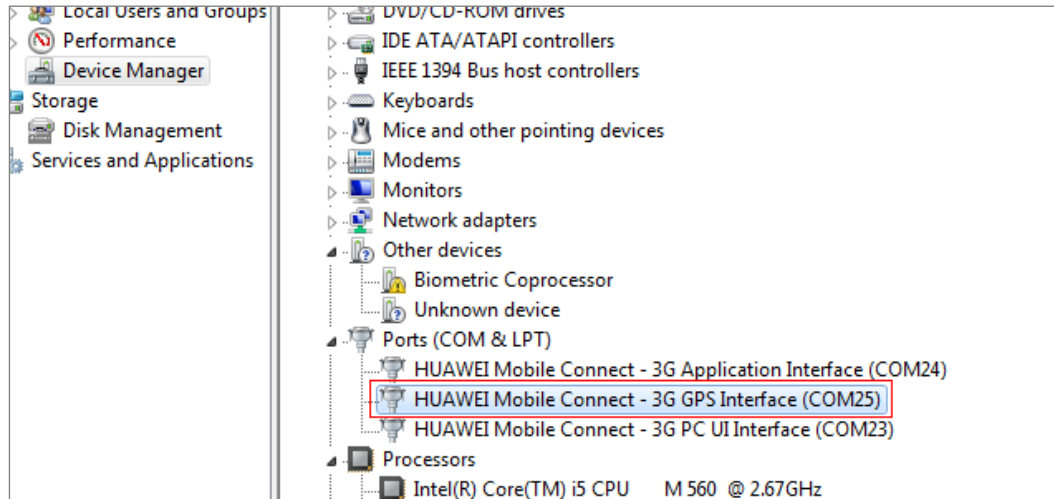 Local Users and Groups
Performance
Device Manager
Storage
Disk Management
Services and Applications
DVD/CD-ROM drives
IDE ATA/ATAPI controllers
IEEE 1394 Bus host controllers
Keyboards
Mice and other pointing devices
Modems
Monitors
Network adapters
Other devices
Biometric Coprocessor
Unknown device
Ports (COM & LPT)
HUAWEI Mobile Connect - 3G Application Interface (COM24)
HUAWEI Mobile Connect - 3G GPS Interface (COM25)
HUAWEI Mobile Connect - 3G PC UI Interface (COM23)
Processors
Intel(R) Core(TM) i5 CPU M 560 @ 2.67GHz